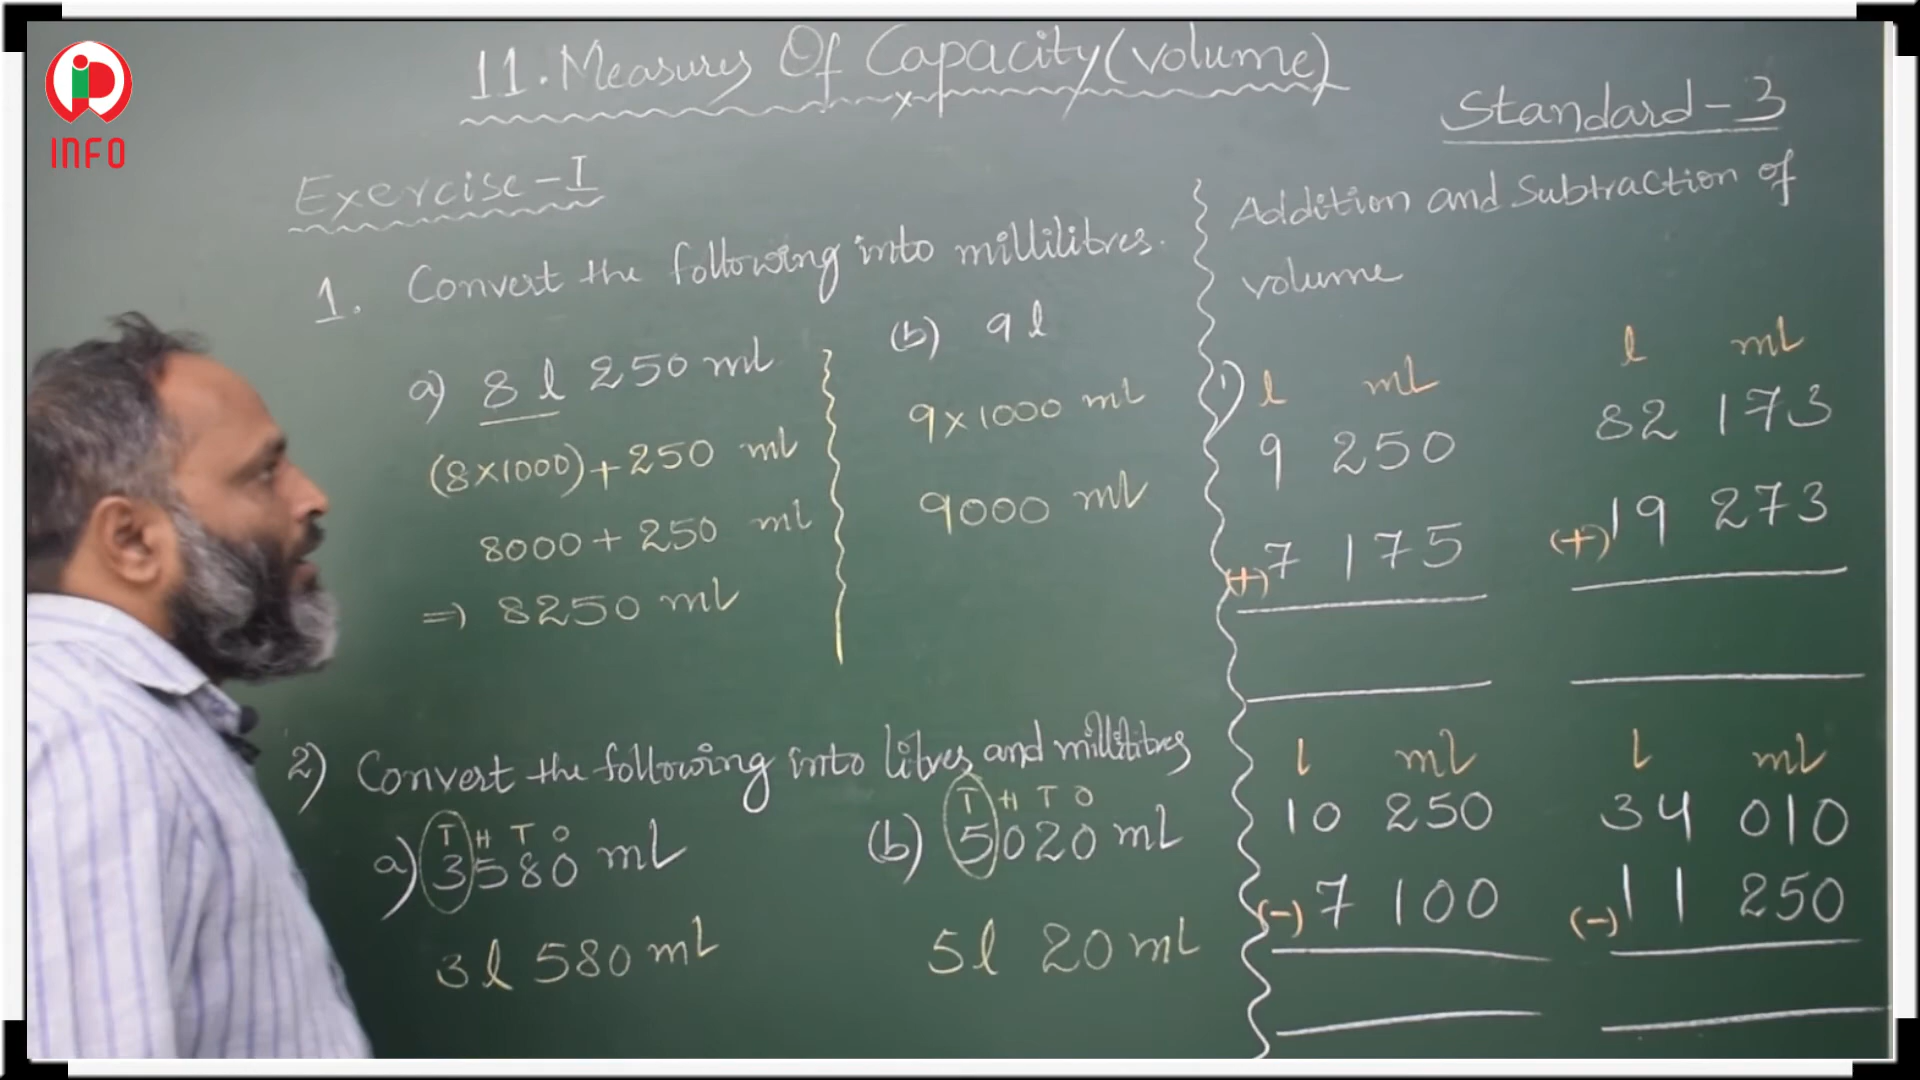 INFO
11. Measures Of Capacity (volume)
Standard - 3
Exercise - I
1. Convert the following into millilitres.
a) 8 l 250 ml
(8×1000) + 250 ml
8000 + 250 ml
=) 8250 ml
(b) 9 l
9 × 1000 ml
9000 ml
2) Convert the following into litres and millilitres
T H T O
a) 3580 ml
3 l 580 ml
T H T O
(b) 5020 ml
5 l 20 ml
Addition and Subtraction of
volume
1) l ml
9 250
(+) 7 175
l ml
82 173
(+) 19 273
l ml
10 250
(-) 7 100
l ml
34 010
(-) 11 250